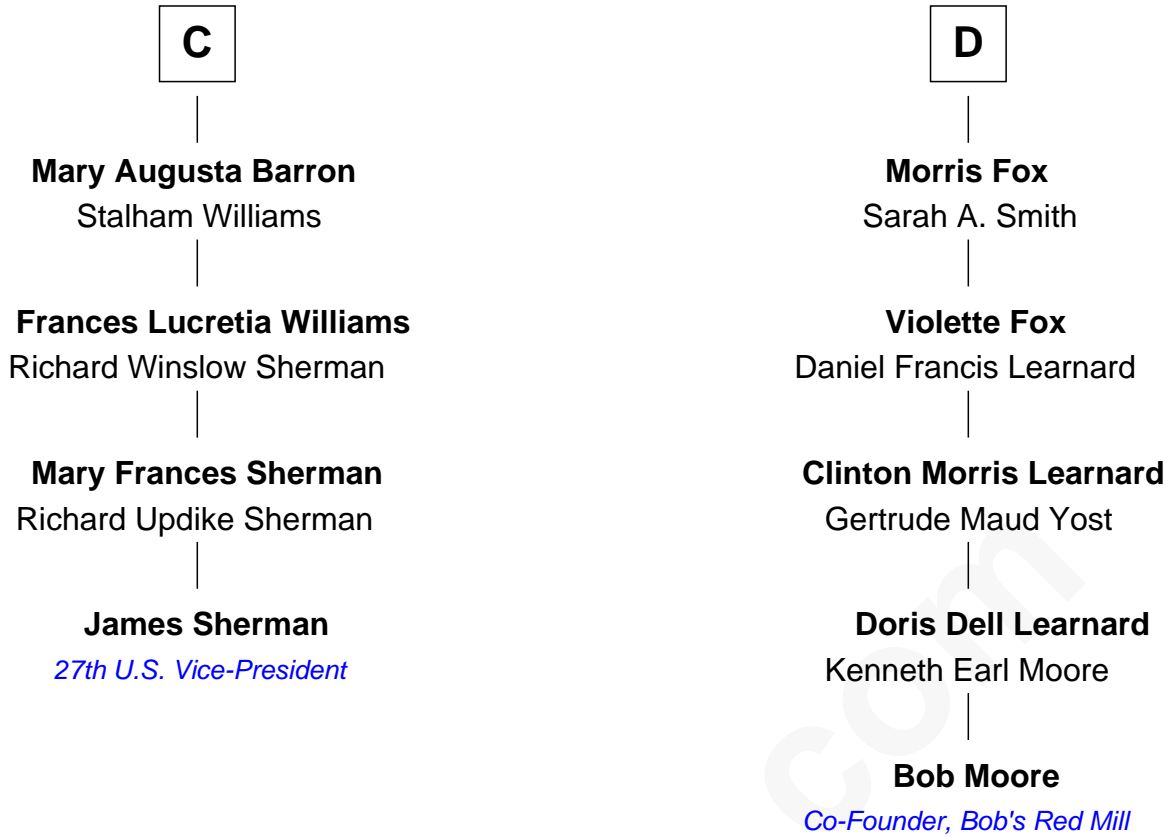 C
Mary Augusta Barron
Stalham Williams
Frances Lucretia Williams
Richard Winslow Sherman
Mary Frances Sherman
Richard Updike Sherman
James Sherman
27th U.S. Vice-President
D
Morris Fox
Sarah A. Smith
Violette Fox
Daniel Francis Learnard
Clinton Morris Learnard
Gertrude Maud Yost
Doris Dell Learnard
Kenneth Earl Moore
Bob Moore
Co-Founder, Bob's Red Mill
com